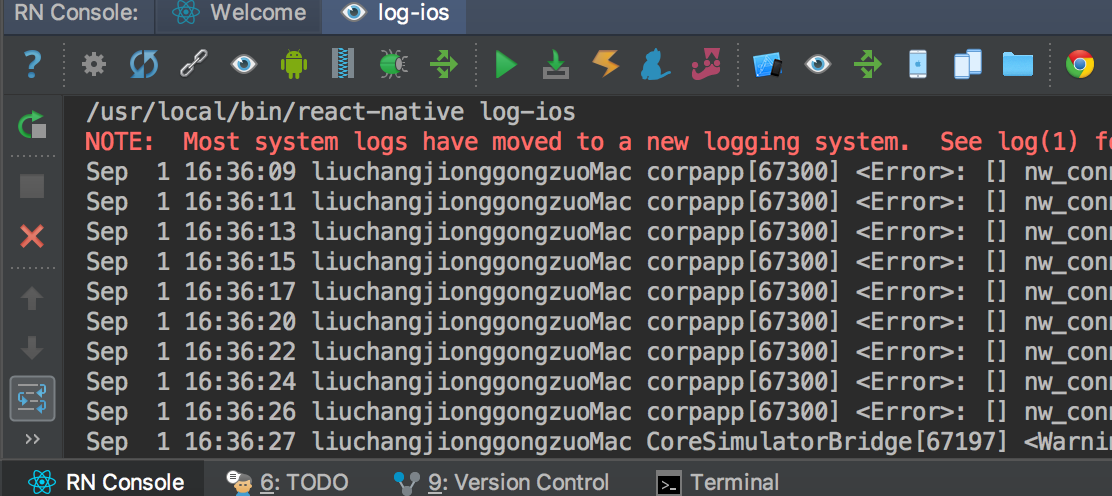 RN Console: Welcome log-ios
/usr/local/bin/react-native log-ios
NOTE:  Most system logs have moved to a new logging system.  See log(1) fo
Sep  1 16:36:09 liuchangjionggongzuoMac corpapp[67300] <Error>: [] nw_conn
Sep  1 16:36:11 liuchangjionggongzuoMac corpapp[67300] <Error>: [] nw_conn
Sep  1 16:36:13 liuchangjionggongzuoMac corpapp[67300] <Error>: [] nw_conn
Sep  1 16:36:15 liuchangjionggongzuoMac corpapp[67300] <Error>: [] nw_conn
Sep  1 16:36:17 liuchangjionggongzuoMac corpapp[67300] <Error>: [] nw_conn
Sep  1 16:36:20 liuchangjionggongzuoMac corpapp[67300] <Error>: [] nw_conn
Sep  1 16:36:22 liuchangjionggongzuoMac corpapp[67300] <Error>: [] nw_conn
Sep  1 16:36:24 liuchangjionggongzuoMac corpapp[67300] <Error>: [] nw_conn
Sep  1 16:36:26 liuchangjionggongzuoMac corpapp[67300] <Error>: [] nw_conn
Sep  1 16:36:27 liuchangjionggongzuoMac CoreSimulatorBridge[67197] <Warnin
RN Console 6: TODO 9: Version Control Terminal